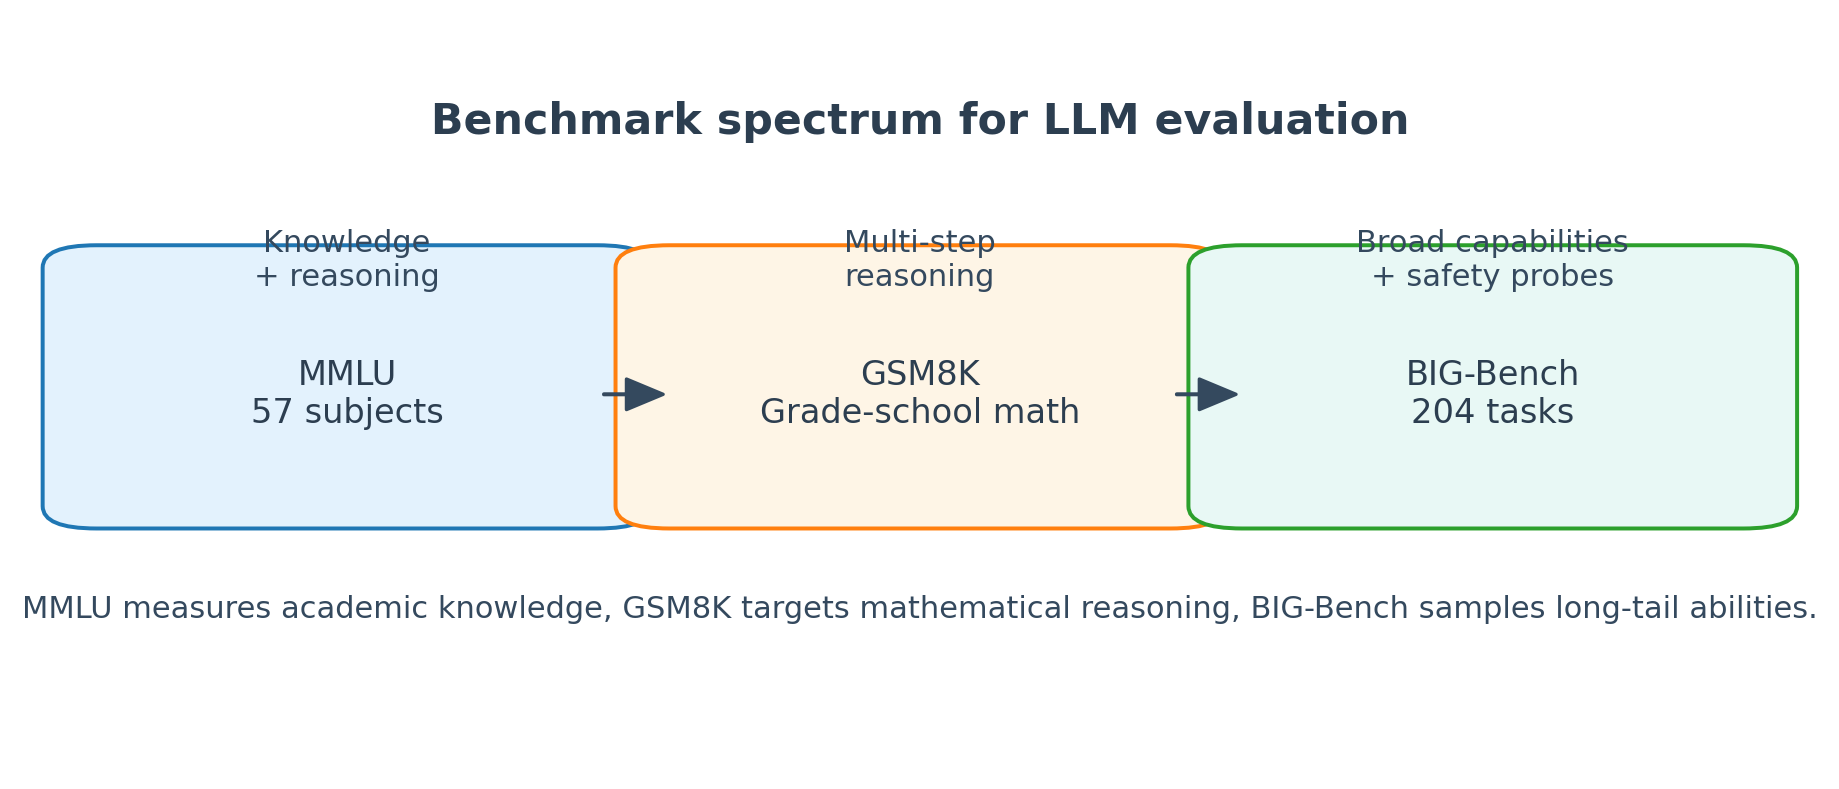 Benchmark spectrum for LLM evaluation
Knowledge
+ reasoning
MMLU
57 subjects
Multi-step
reasoning
GSM8K
Grade-school math
Broad capabilities
+ safety probes
BIG-Bench
204 tasks
MMLU measures academic knowledge, GSM8K targets mathematical reasoning, BIG-Bench samples long-tail abilities.